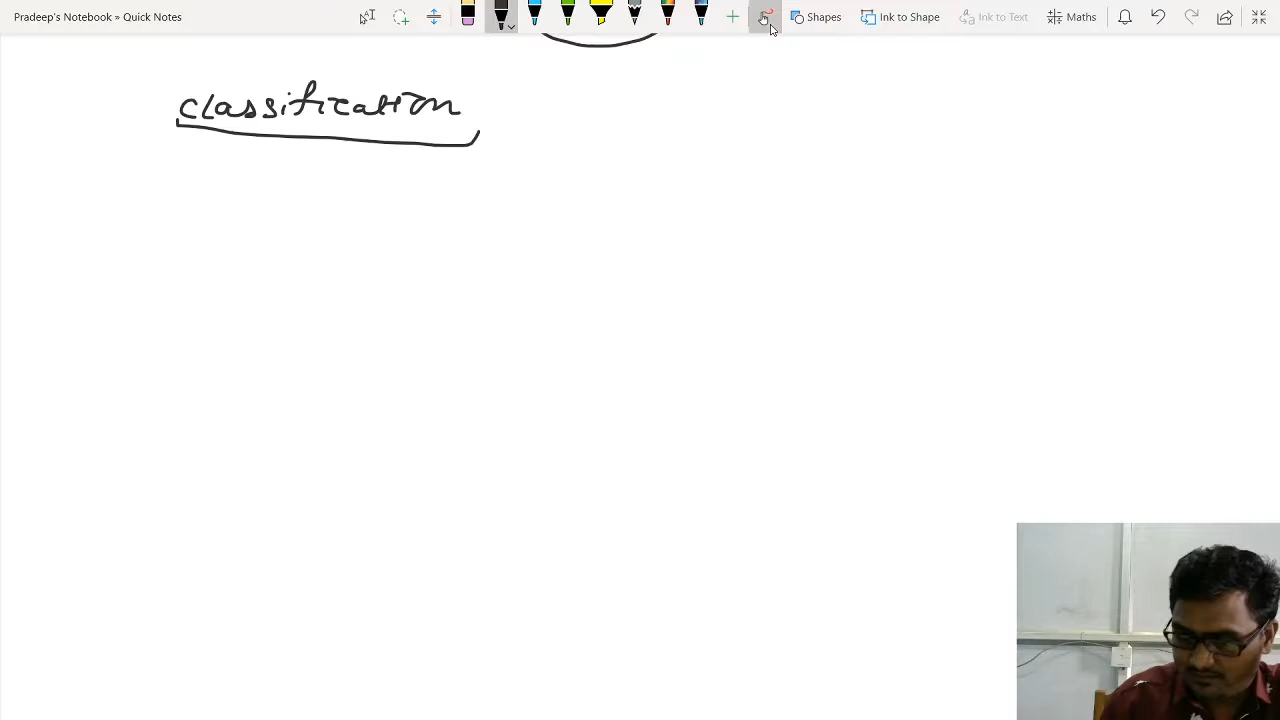 Pradeep's Notebook » Quick Notes
Shapes
Ink to Shape
Ink to Text
Maths
classification